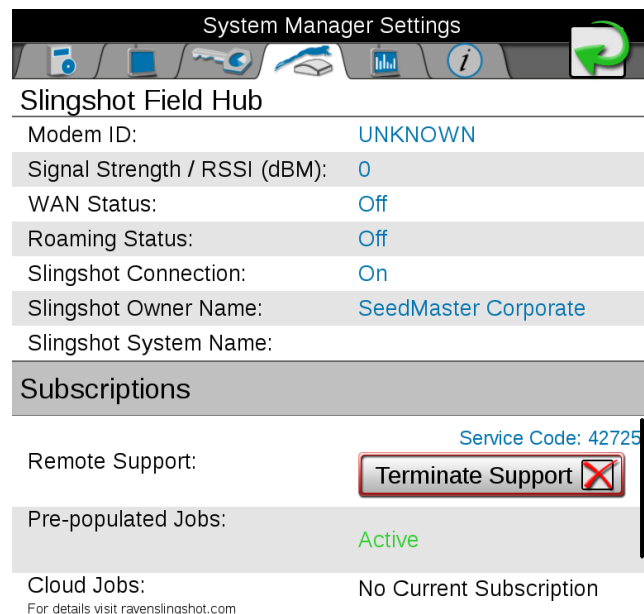 System Manager Settings
i
Slingshot Field Hub
Modem ID: UNKNOWN
Signal Strength / RSSI (dBM): 0
WAN Status: Off
Roaming Status: Off
Slingshot Connection: On
Slingshot Owner Name: SeedMaster Corporate
Slingshot System Name:
Subscriptions
Service Code: 42725
Remote Support: Terminate Support
Pre-populated Jobs: Active
Cloud Jobs: No Current Subscription
For details visit ravenslingshot.com